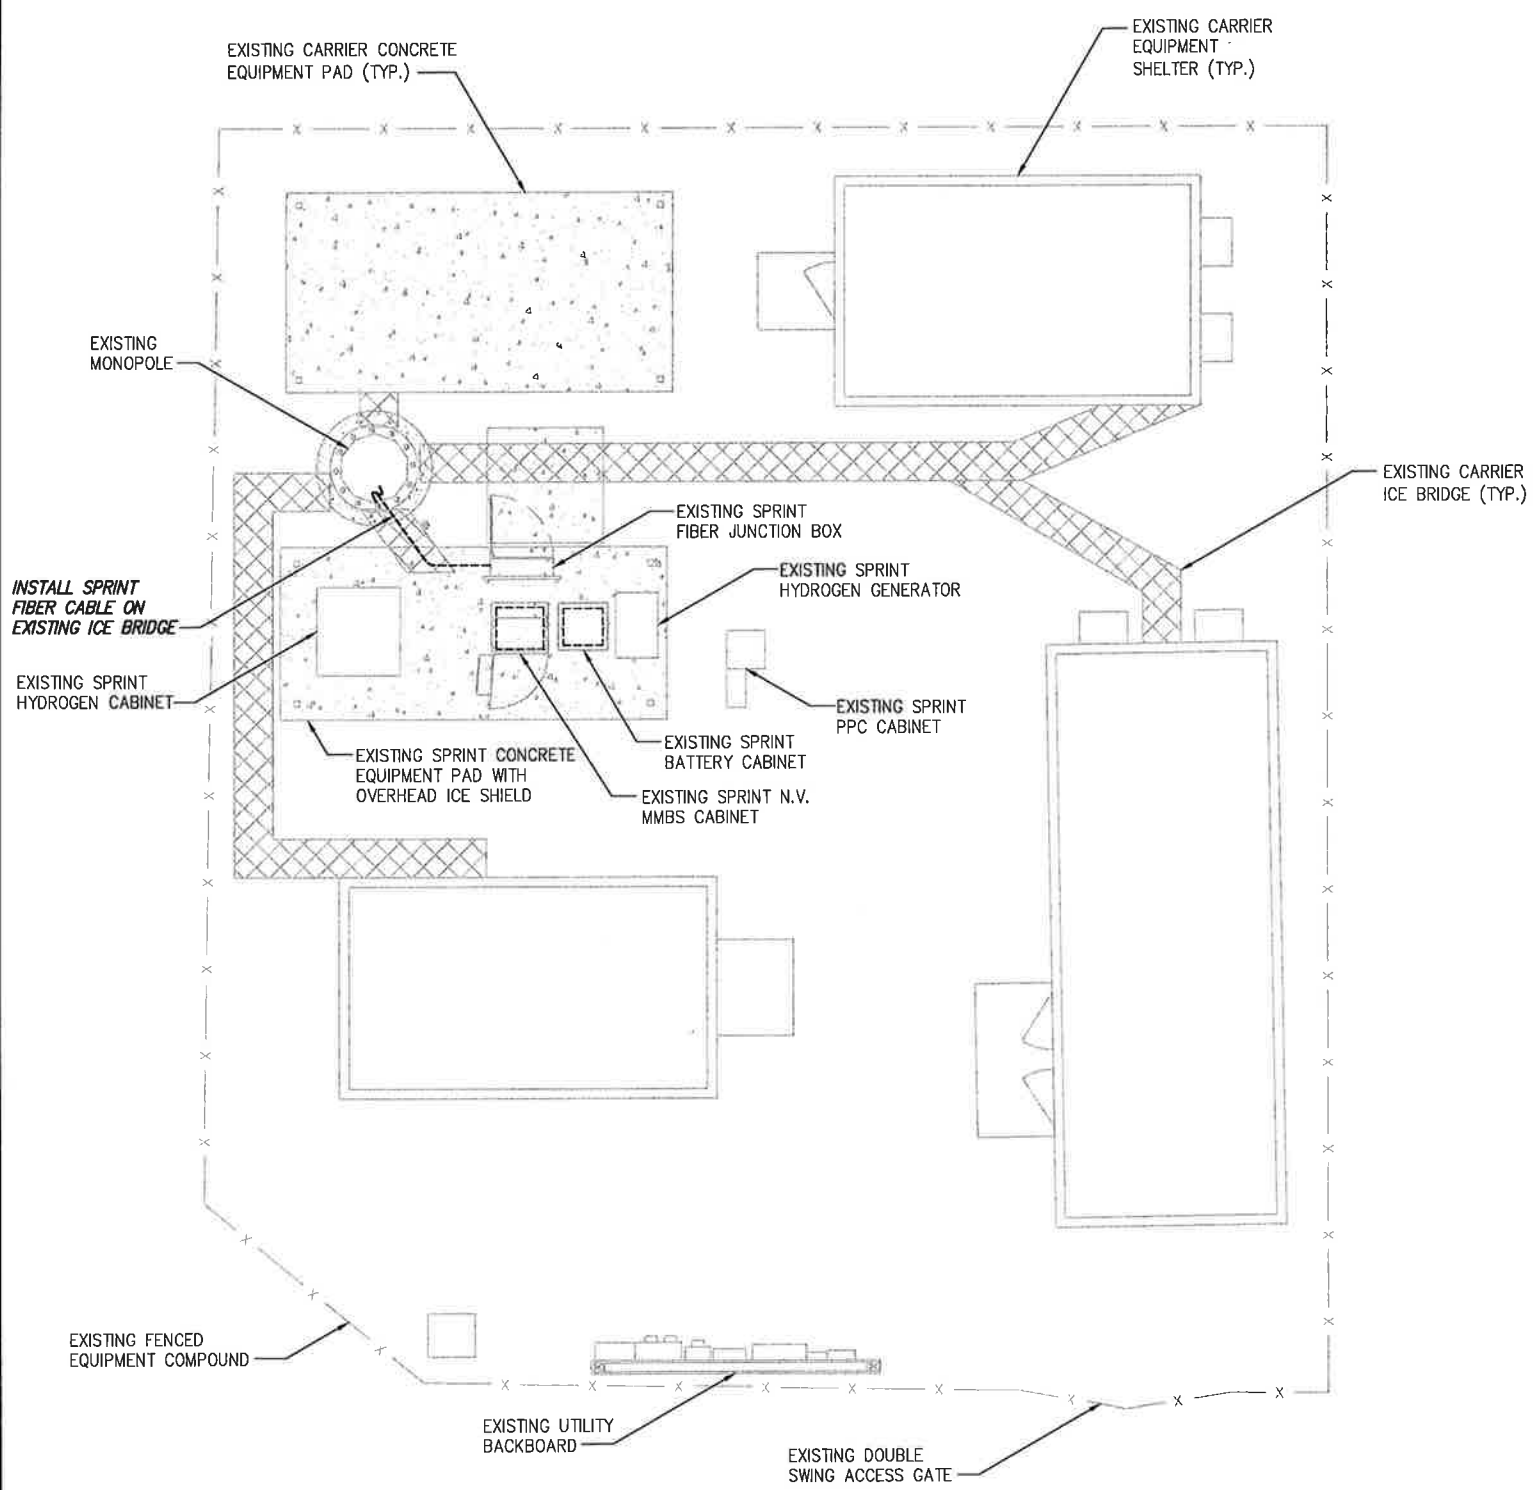 EXISTING CARRIER CONCRETE
EQUIPMENT PAD (TYP.)
EXISTING CARRIER
EQUIPMENT
SHELTER (TYP.)
EXISTING
MONOPOLE
EXISTING CARRIER
ICE BRIDGE (TYP.)
EXISTING SPRINT
FIBER JUNCTION BOX
EXISTING SPRINT
HYDROGEN GENERATOR
INSTALL SPRINT
FIBER CABLE ON
EXISTING ICE BRIDGE
EXISTING SPRINT
HYDROGEN CABINET
EXISTING SPRINT
PPC CABINET
EXISTING SPRINT
BATTERY CABINET
EXISTING SPRINT CONCRETE
EQUIPMENT PAD WITH
OVERHEAD ICE SHIELD
EXISTING SPRINT N.V.
MMBS CABINET
EXISTING FENCED
EQUIPMENT COMPOUND
EXISTING UTILITY
BACKBOARD
EXISTING DOUBLE
SWING ACCESS GATE